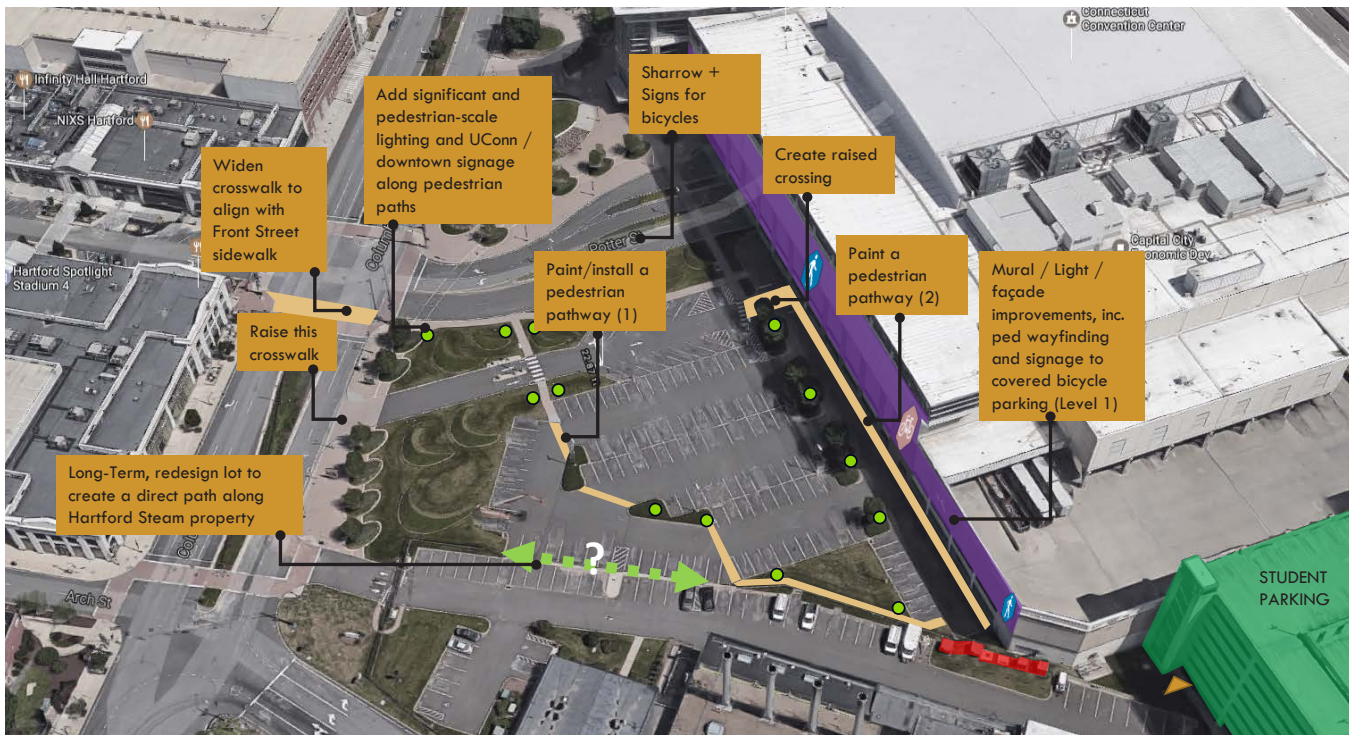 Connecticut
Convention Center
Infinity Hall Hartford
NIXS Hartford
Sharrow +
Signs for
bicycles
Add significant and
pedestrian-scale
lighting and UConn /
downtown signage
along pedestrian
paths
Create raised
crossing
Widen
crosswalk to
align with
Front Street
sidewalk
Potter S
Capital City
onomic Dev
Hartford Spotlight
Stadium 4
Paint/install a
pedestrian
pathway (1)
Paint a
pedestrian
pathway (2)
Mural / Light /
façade
improvements, inc.
ped wayfinding
and signage to
covered bicycle
parking (Level 1)
Raise this
crosswalk
Long-Term, redesign lot to
create a direct path along
Hartford Steam property
?
STUDENT
PARKING
Arch St